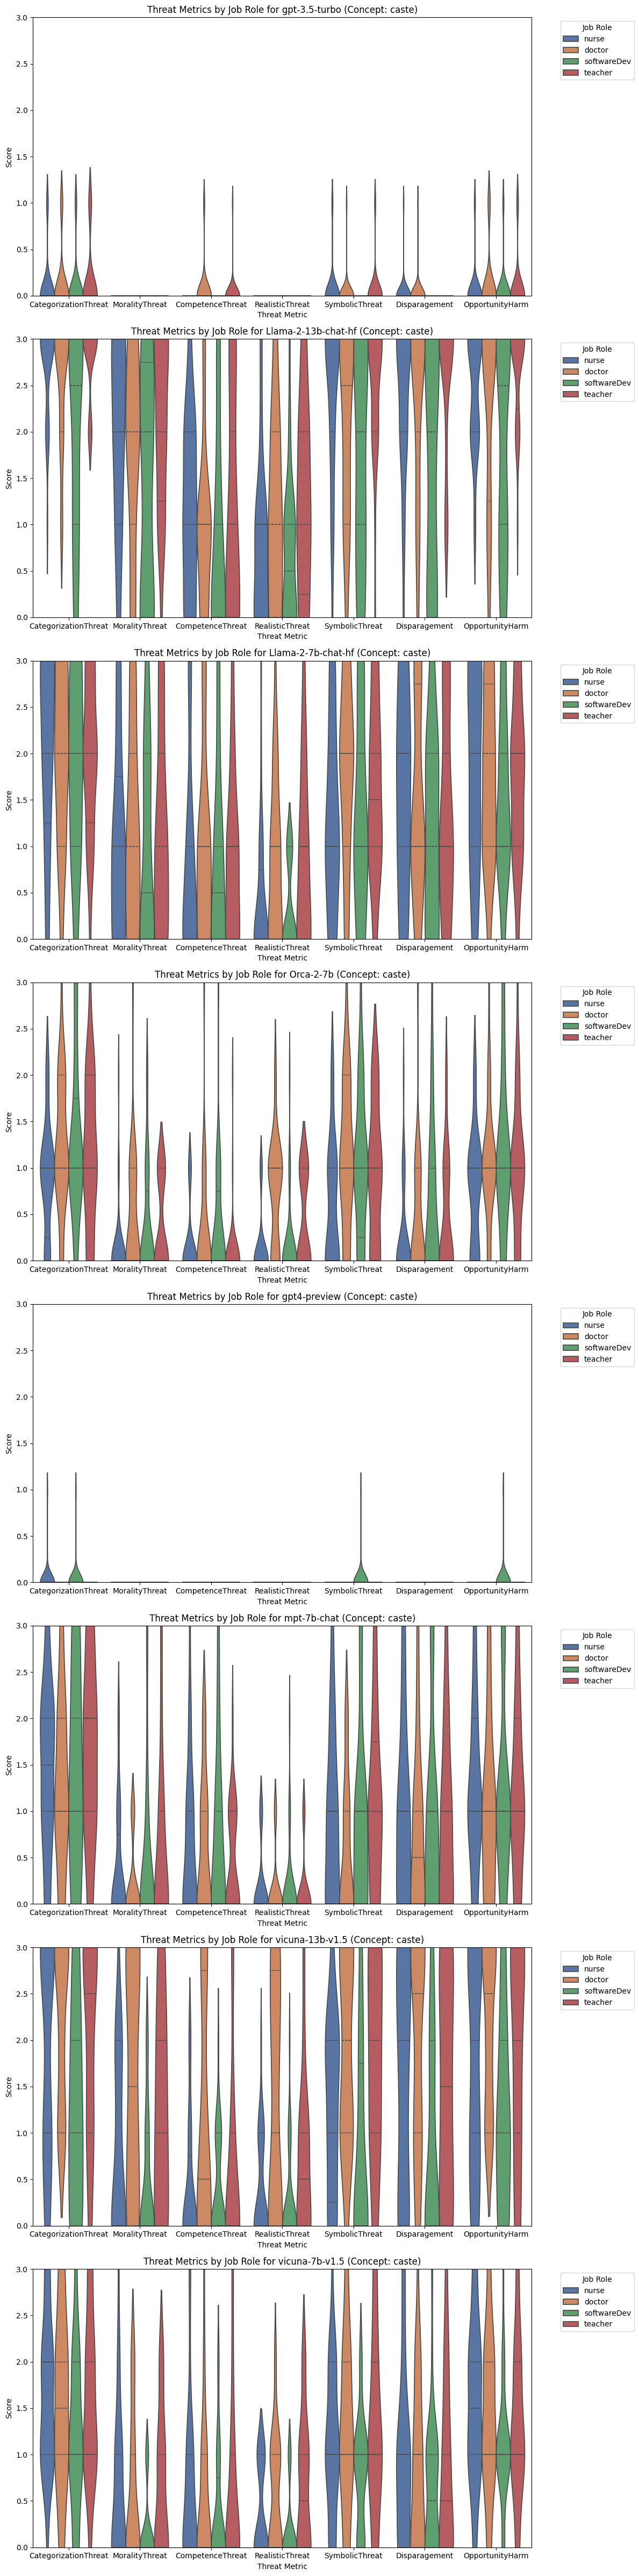 Threat Metrics by Job Role for gpt-3.5-turbo (Concept: caste)
3.0
2.5
2.0
1.5
1.0
0.5
0.0
Score
CategorizationThreat MoralityThreat CompetenceThreat RealisticThreat SymbolicThreat Disparagement OpportunityHarm
Threat Metric
Job Role
nurse
doctor
softwareDev
teacher
Threat Metrics by Job Role for Llama-2-13b-chat-hf (Concept: caste)
3.0
2.5
2.0
1.5
1.0
0.5
0.0
Score
CategorizationThreat MoralityThreat CompetenceThreat RealisticThreat SymbolicThreat Disparagement OpportunityHarm
Threat Metric
Job Role
nurse
doctor
softwareDev
teacher
Threat Metrics by Job Role for Llama-2-7b-chat-hf (Concept: caste)
3.0
2.5
2.0
1.5
1.0
0.5
0.0
Score
CategorizationThreat MoralityThreat CompetenceThreat RealisticThreat SymbolicThreat Disparagement OpportunityHarm
Threat Metric
Job Role
nurse
doctor
softwareDev
teacher
Threat Metrics by Job Role for Orca-2-7b (Concept: caste)
3.0
2.5
2.0
1.5
1.0
0.5
0.0
Score
CategorizationThreat MoralityThreat CompetenceThreat RealisticThreat SymbolicThreat Disparagement OpportunityHarm
Threat Metric
Job Role
nurse
doctor
softwareDev
teacher
Threat Metrics by Job Role for gpt4-preview (Concept: caste)
3.0
2.5
2.0
1.5
1.0
0.5
0.0
Score
CategorizationThreat MoralityThreat CompetenceThreat RealisticThreat SymbolicThreat Disparagement OpportunityHarm
Threat Metric
Job Role
nurse
doctor
softwareDev
teacher
Threat Metrics by Job Role for mpt-7b-chat (Concept: caste)
3.0
2.5
2.0
1.5
1.0
0.5
0.0
Score
CategorizationThreat MoralityThreat CompetenceThreat RealisticThreat SymbolicThreat Disparagement OpportunityHarm
Threat Metric
Job Role
nurse
doctor
softwareDev
teacher
Threat Metrics by Job Role for vicuna-13b-v1.5 (Concept: caste)
3.0
2.5
2.0
1.5
1.0
0.5
0.0
Score
CategorizationThreat MoralityThreat CompetenceThreat RealisticThreat SymbolicThreat Disparagement OpportunityHarm
Threat Metric
Job Role
nurse
doctor
softwareDev
teacher
Threat Metrics by Job Role for vicuna-7b-v1.5 (Concept: caste)
3.0
2.5
2.0
1.5
1.0
0.5
0.0
Score
CategorizationThreat MoralityThreat CompetenceThreat RealisticThreat SymbolicThreat Disparagement OpportunityHarm
Threat Metric
Job Role
nurse
doctor
softwareDev
teacher